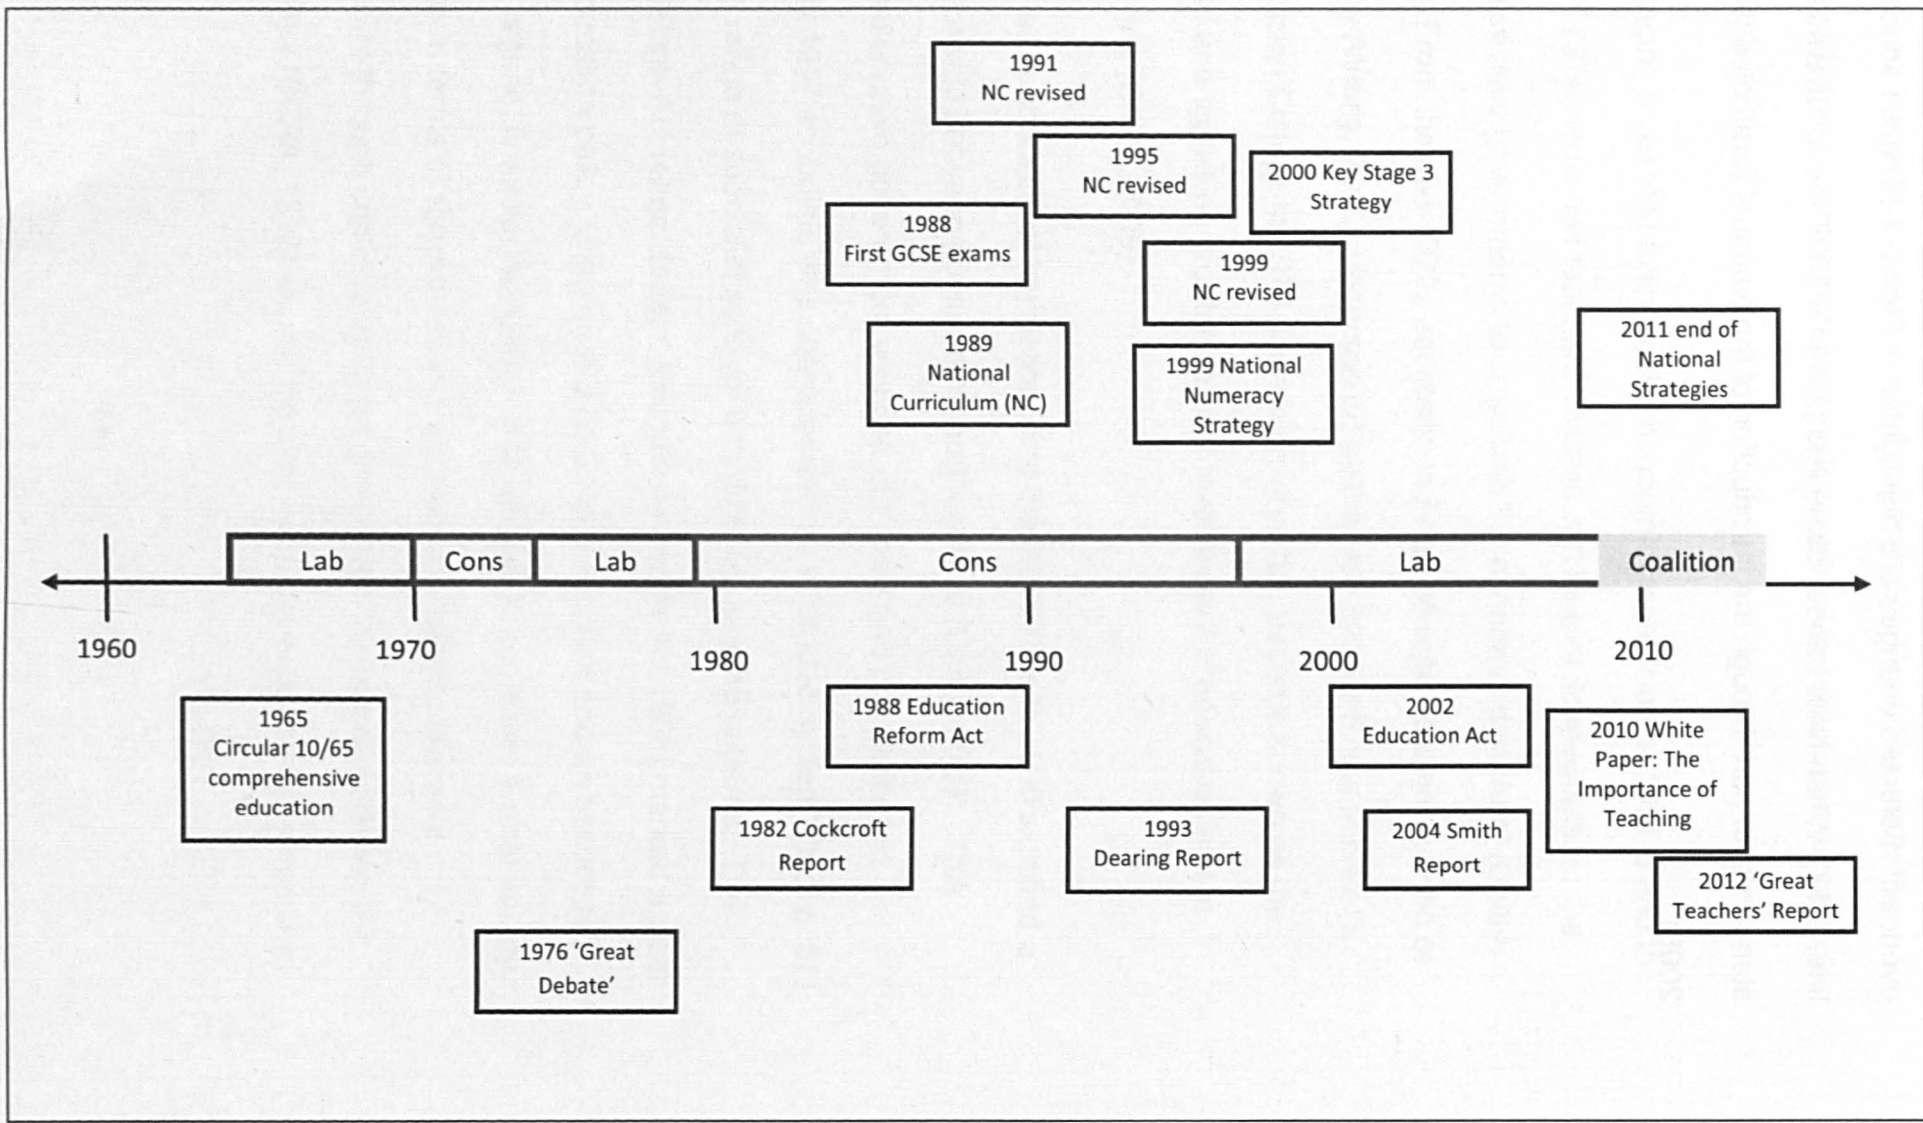 1991
NC revised
1995
NC revised
2000 Key Stage 3
Strategy
1988
First GCSE exams
1999
NC revised
1989
National
Curriculum (NC)
1999 National
Numeracy
Strategy
2011 end of
National
Strategies
Lab
Cons
Lab
Cons
Lab
Coalition
1960
1970
1980
1990
2000
2010
1965
Circular 10/65
comprehensive
education
1988 Education
Reform Act
2002
Education Act
2010 White
Paper: The
Importance of
Teaching
1982 Cockcroft
Report
1993
Dearing Report
2004 Smith
Report
2012 ‘Great
Teachers’ Report
1976 ‘Great
Debate’